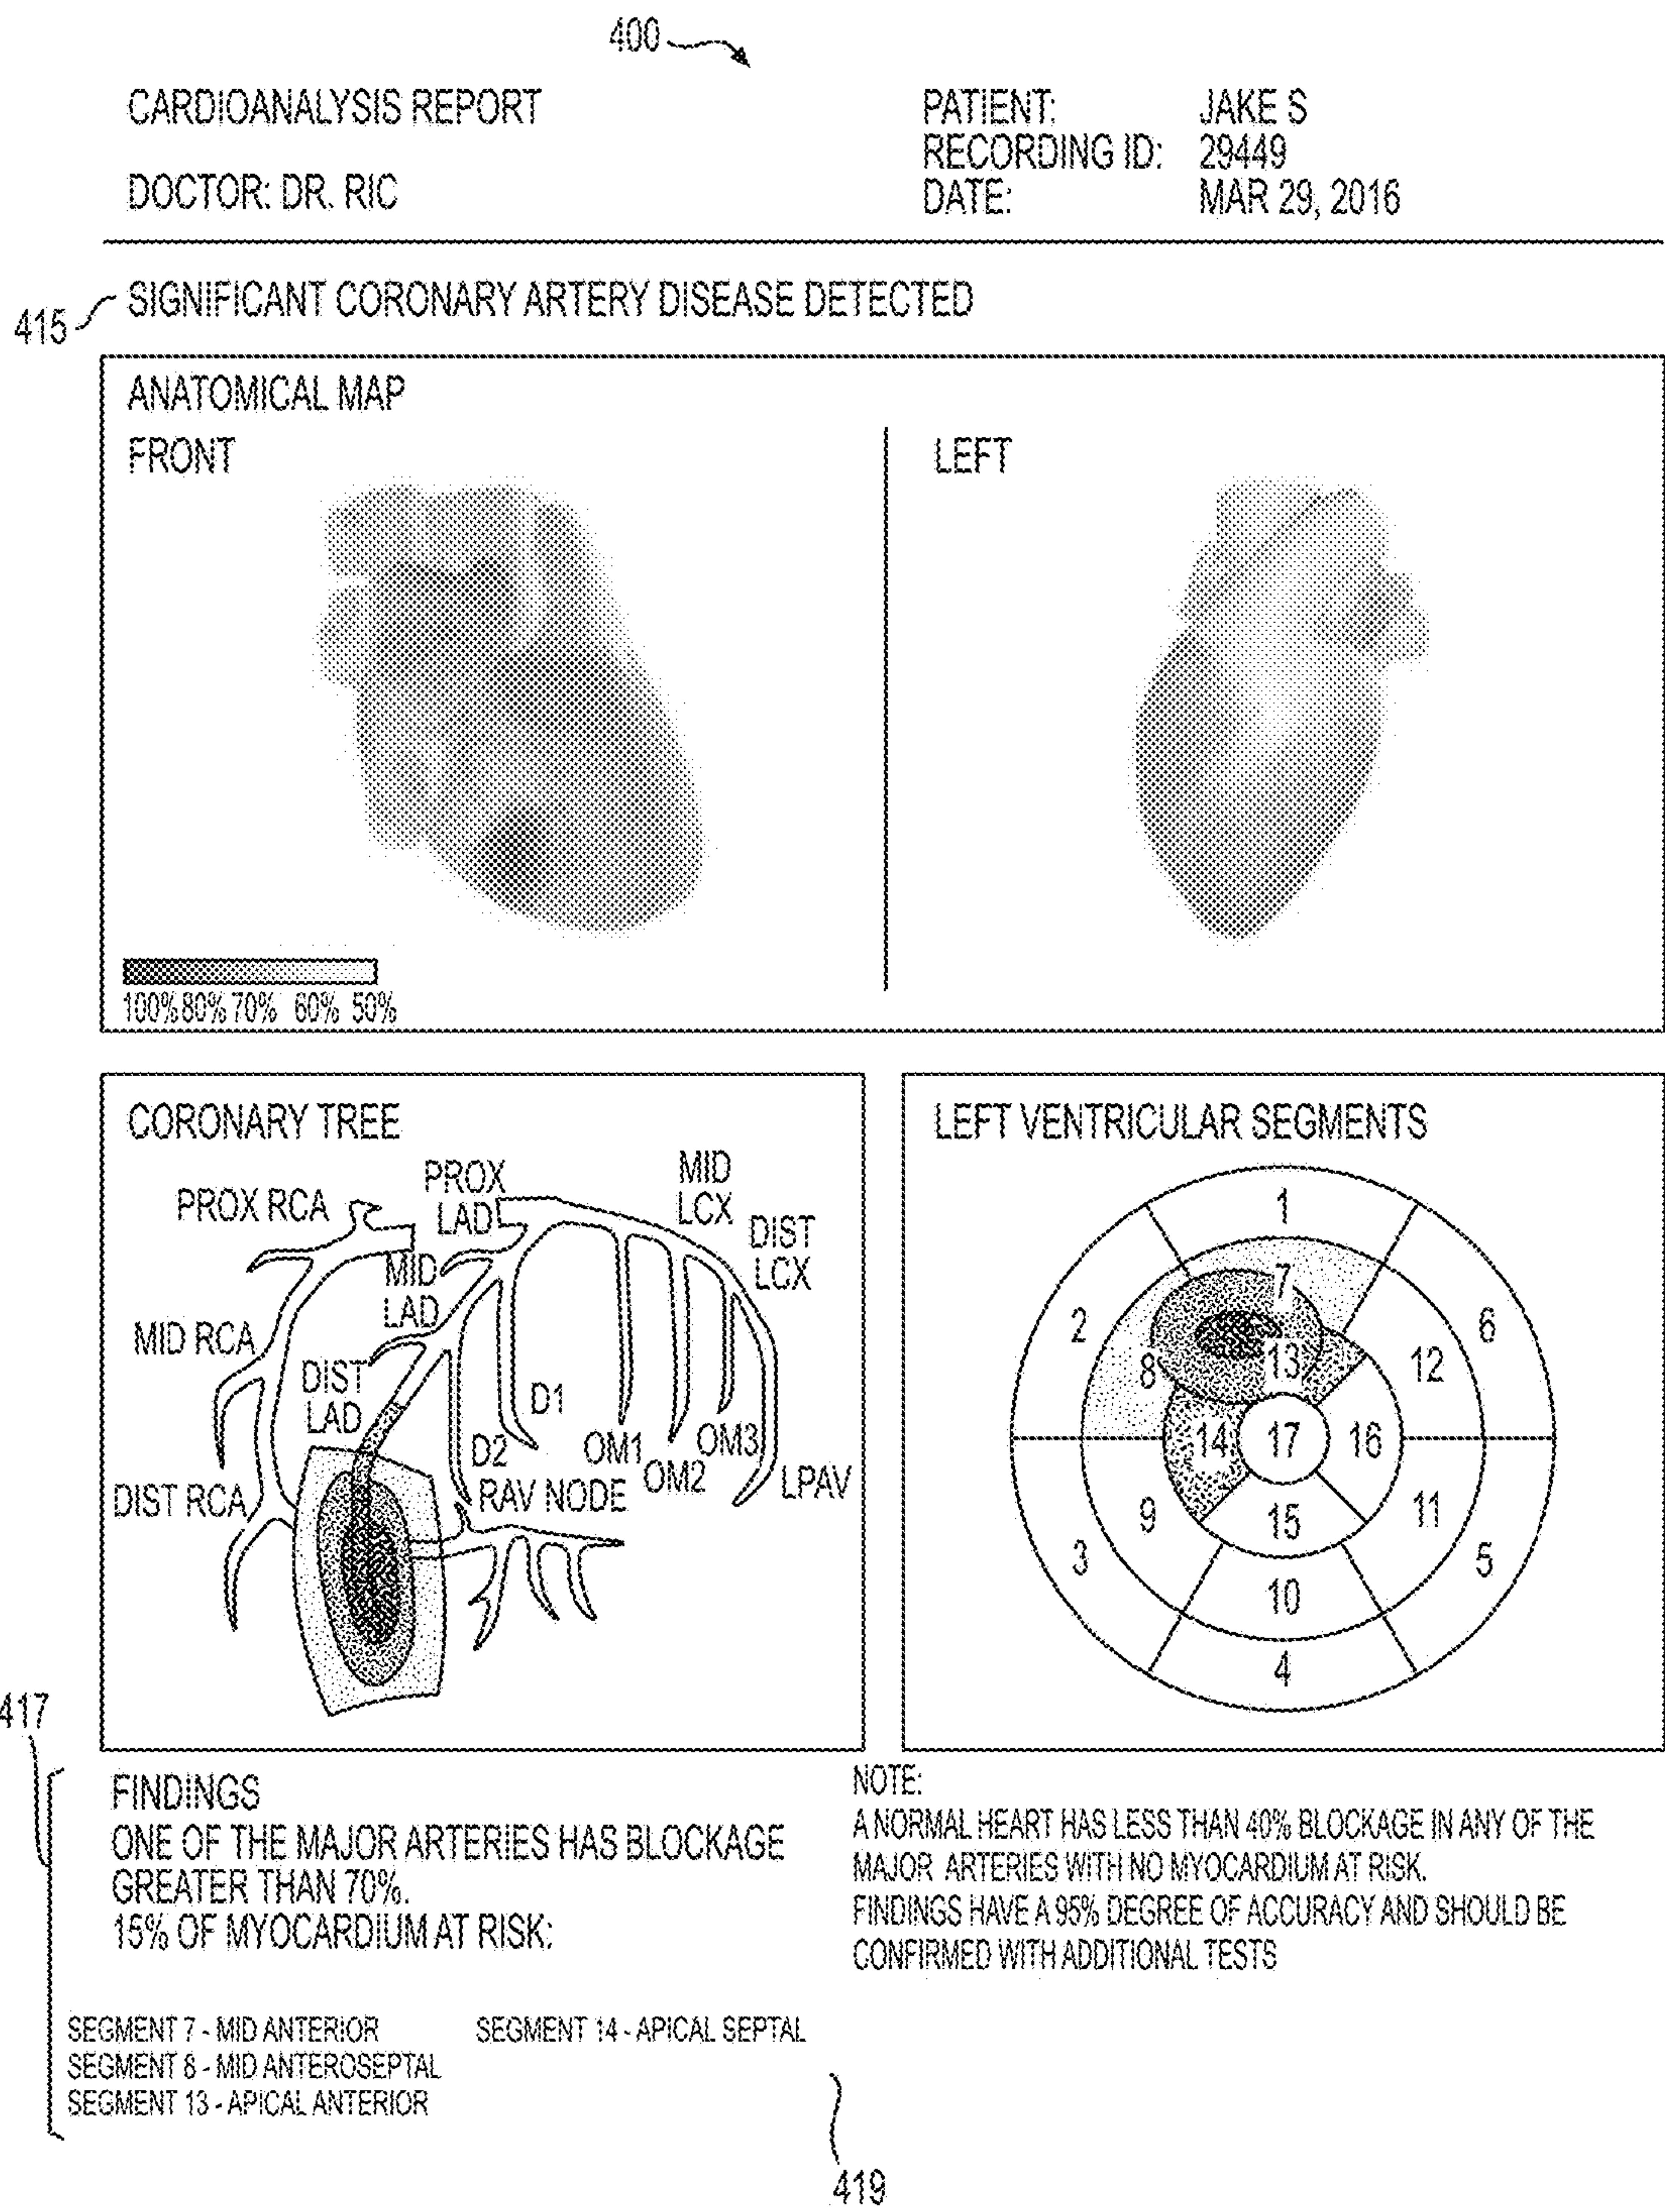 400
CARDIOANALYSIS REPORT
DOCTOR: DR. RIC
PATIENT: JAKE S
RECORDING ID: 29449
DATE: MAR 29, 2016
415
SIGNIFICANT CORONARY ARTERY DISEASE DETECTED
ANATOMICAL MAP
FRONT
LEFT
100% 80% 70% 60% 50%
CORONARY TREE
PROX RCA
PROX
LAD
MID
LCX
DIST
LCX
MID
LAD
MID RCA
DIST
LAD
D1
D2
OM1
OM2
OM3
LPAV
RAV NODE
DIST RCA
LEFT VENTRICULAR SEGMENTS
1
7
2
6
13
12
8
14
17
16
9
15
11
3
5
10
4
417
FINDINGS
ONE OF THE MAJOR ARTERIES HAS BLOCKAGE
GREATER THAN 70%.
15% OF MYOCARDIUM AT RISK:
SEGMENT 7 - MID ANTERIOR
SEGMENT 8 - MID ANTEROSEPTAL
SEGMENT 13 - APICAL ANTERIOR
SEGMENT 14 - APICAL SEPTAL
NOTE:
A NORMAL HEART HAS LESS THAN 40% BLOCKAGE IN ANY OF THE
MAJOR ARTERIES WITH NO MYOCARDIUM AT RISK.
FINDINGS HAVE A 95% DEGREE OF ACCURACY AND SHOULD BE
CONFIRMED WITH ADDITIONAL TESTS
419